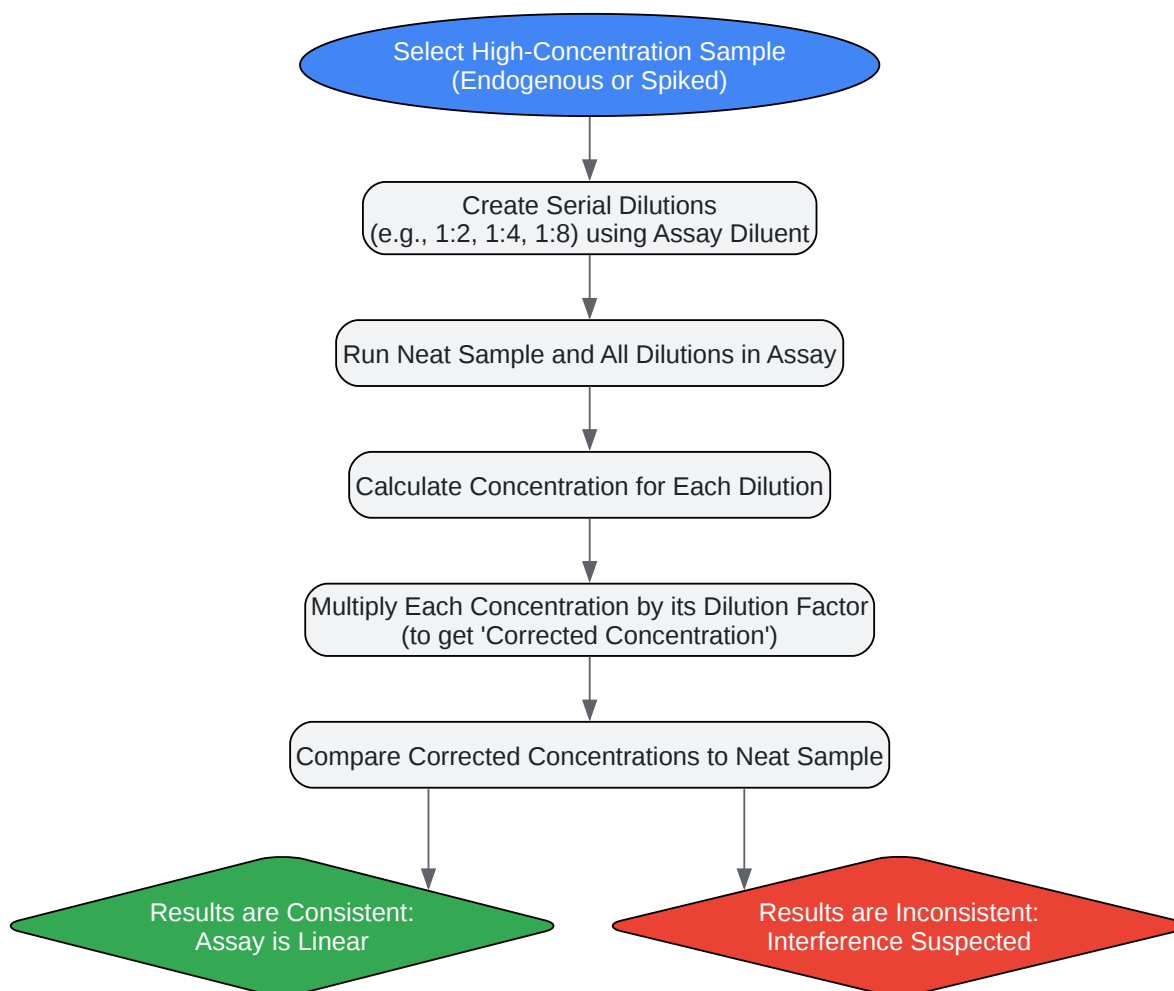 Select High-Concentration Sample
(Endogenous or Spiked)
Create Serial Dilutions
(e.g., 1:2, 1:4, 1:8) using Assay Diluent
Run Neat Sample and All Dilutions in Assay
Calculate Concentration for Each Dilution
Multiply Each Concentration by its Dilution Factor
(to get 'Corrected Concentration')
Compare Corrected Concentrations to Neat Sample
Results are Consistent:
Assay is Linear
Results are Inconsistent:
Interference Suspected